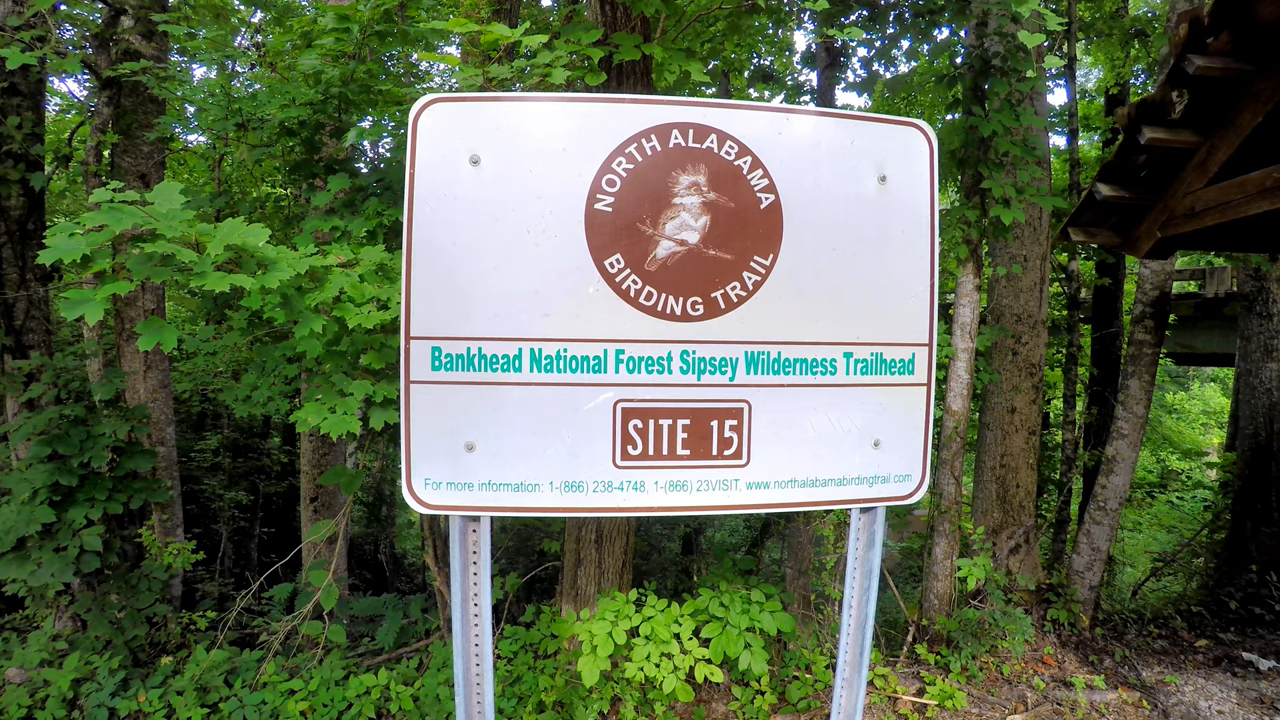 NORTH ALABAMA
BIRDING TRAIL
Bankhead National Forest Sipsey Wilderness Trailhead
SITE 15
For more information: 1-(866) 238-4748, 1-(866) 23VISIT, www.northalabamabirdingtrail.com